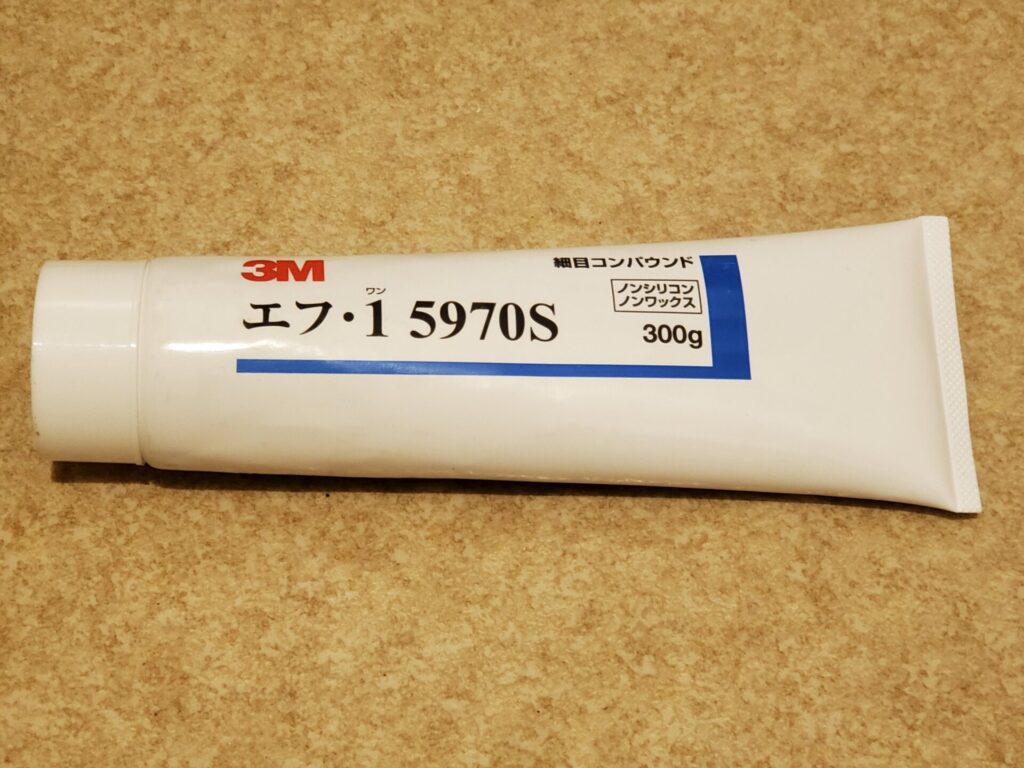 3M
細目コンパウンド
ワン
エフ・1 5970S
ノンシリコン
ノンワックス
300g